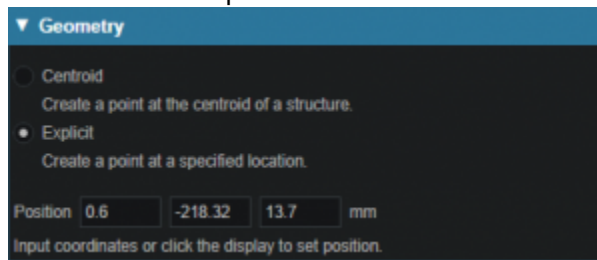 Geometry
Centroid
Create a point at the centroid of a structure.
Explicit
Create a point at a specified location.
Position 0.6 -218.32 13.7 mm
Input coordinates or click the display to set position.